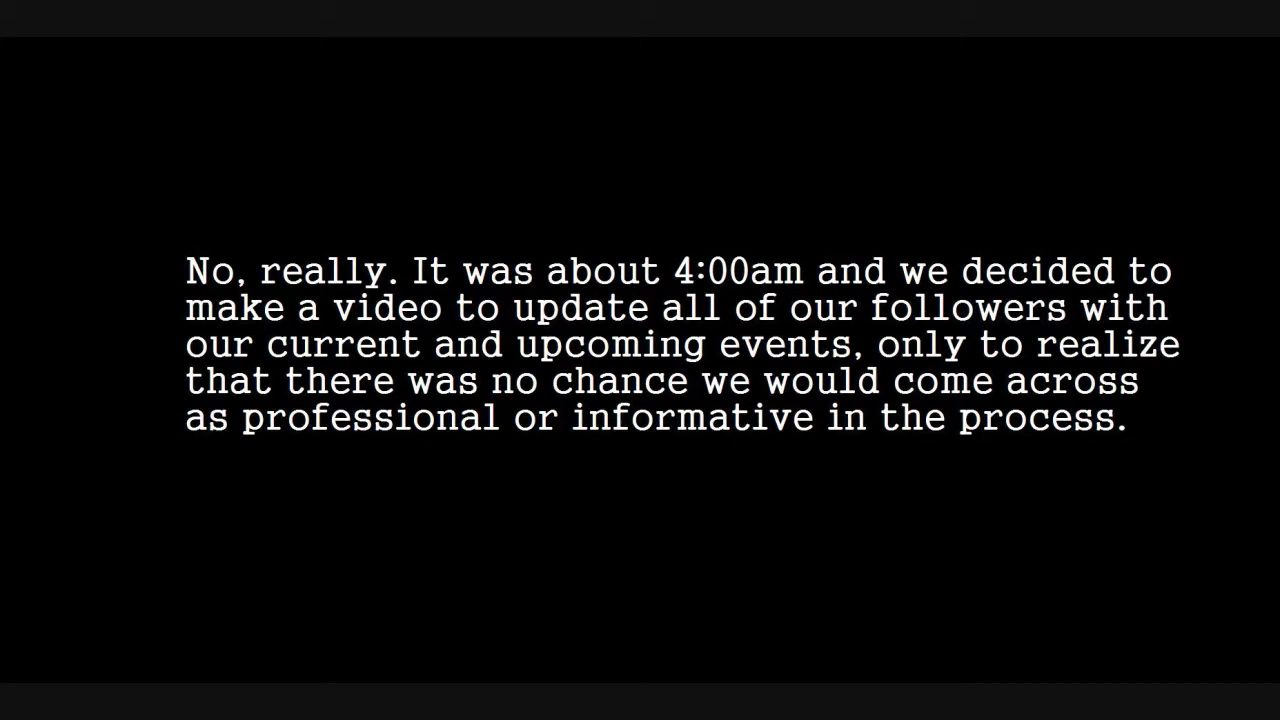 No, really. It was about 4:00am and we decided to
make a video to update all of our followers with
our current and upcoming events, only to realize
that there was no chance we would come across
as professional or informative in the process.